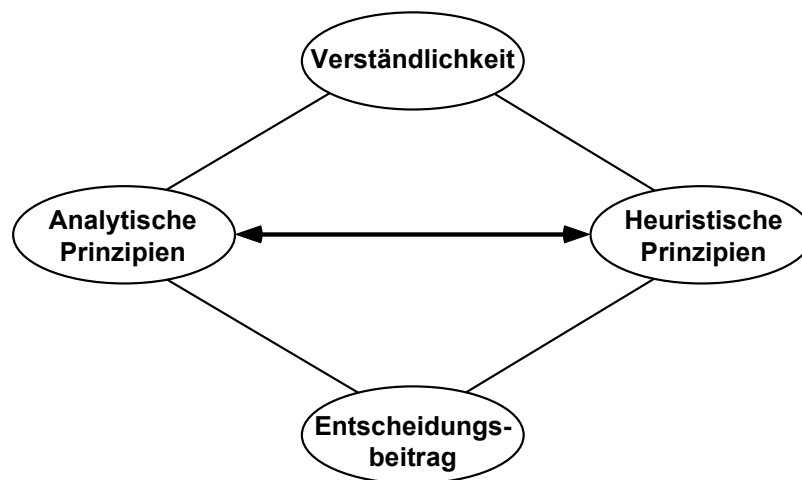 Verständlichkeit
Analytische
Prinzipien
Heuristische
Prinzipien
Entscheidungs-
beitrag